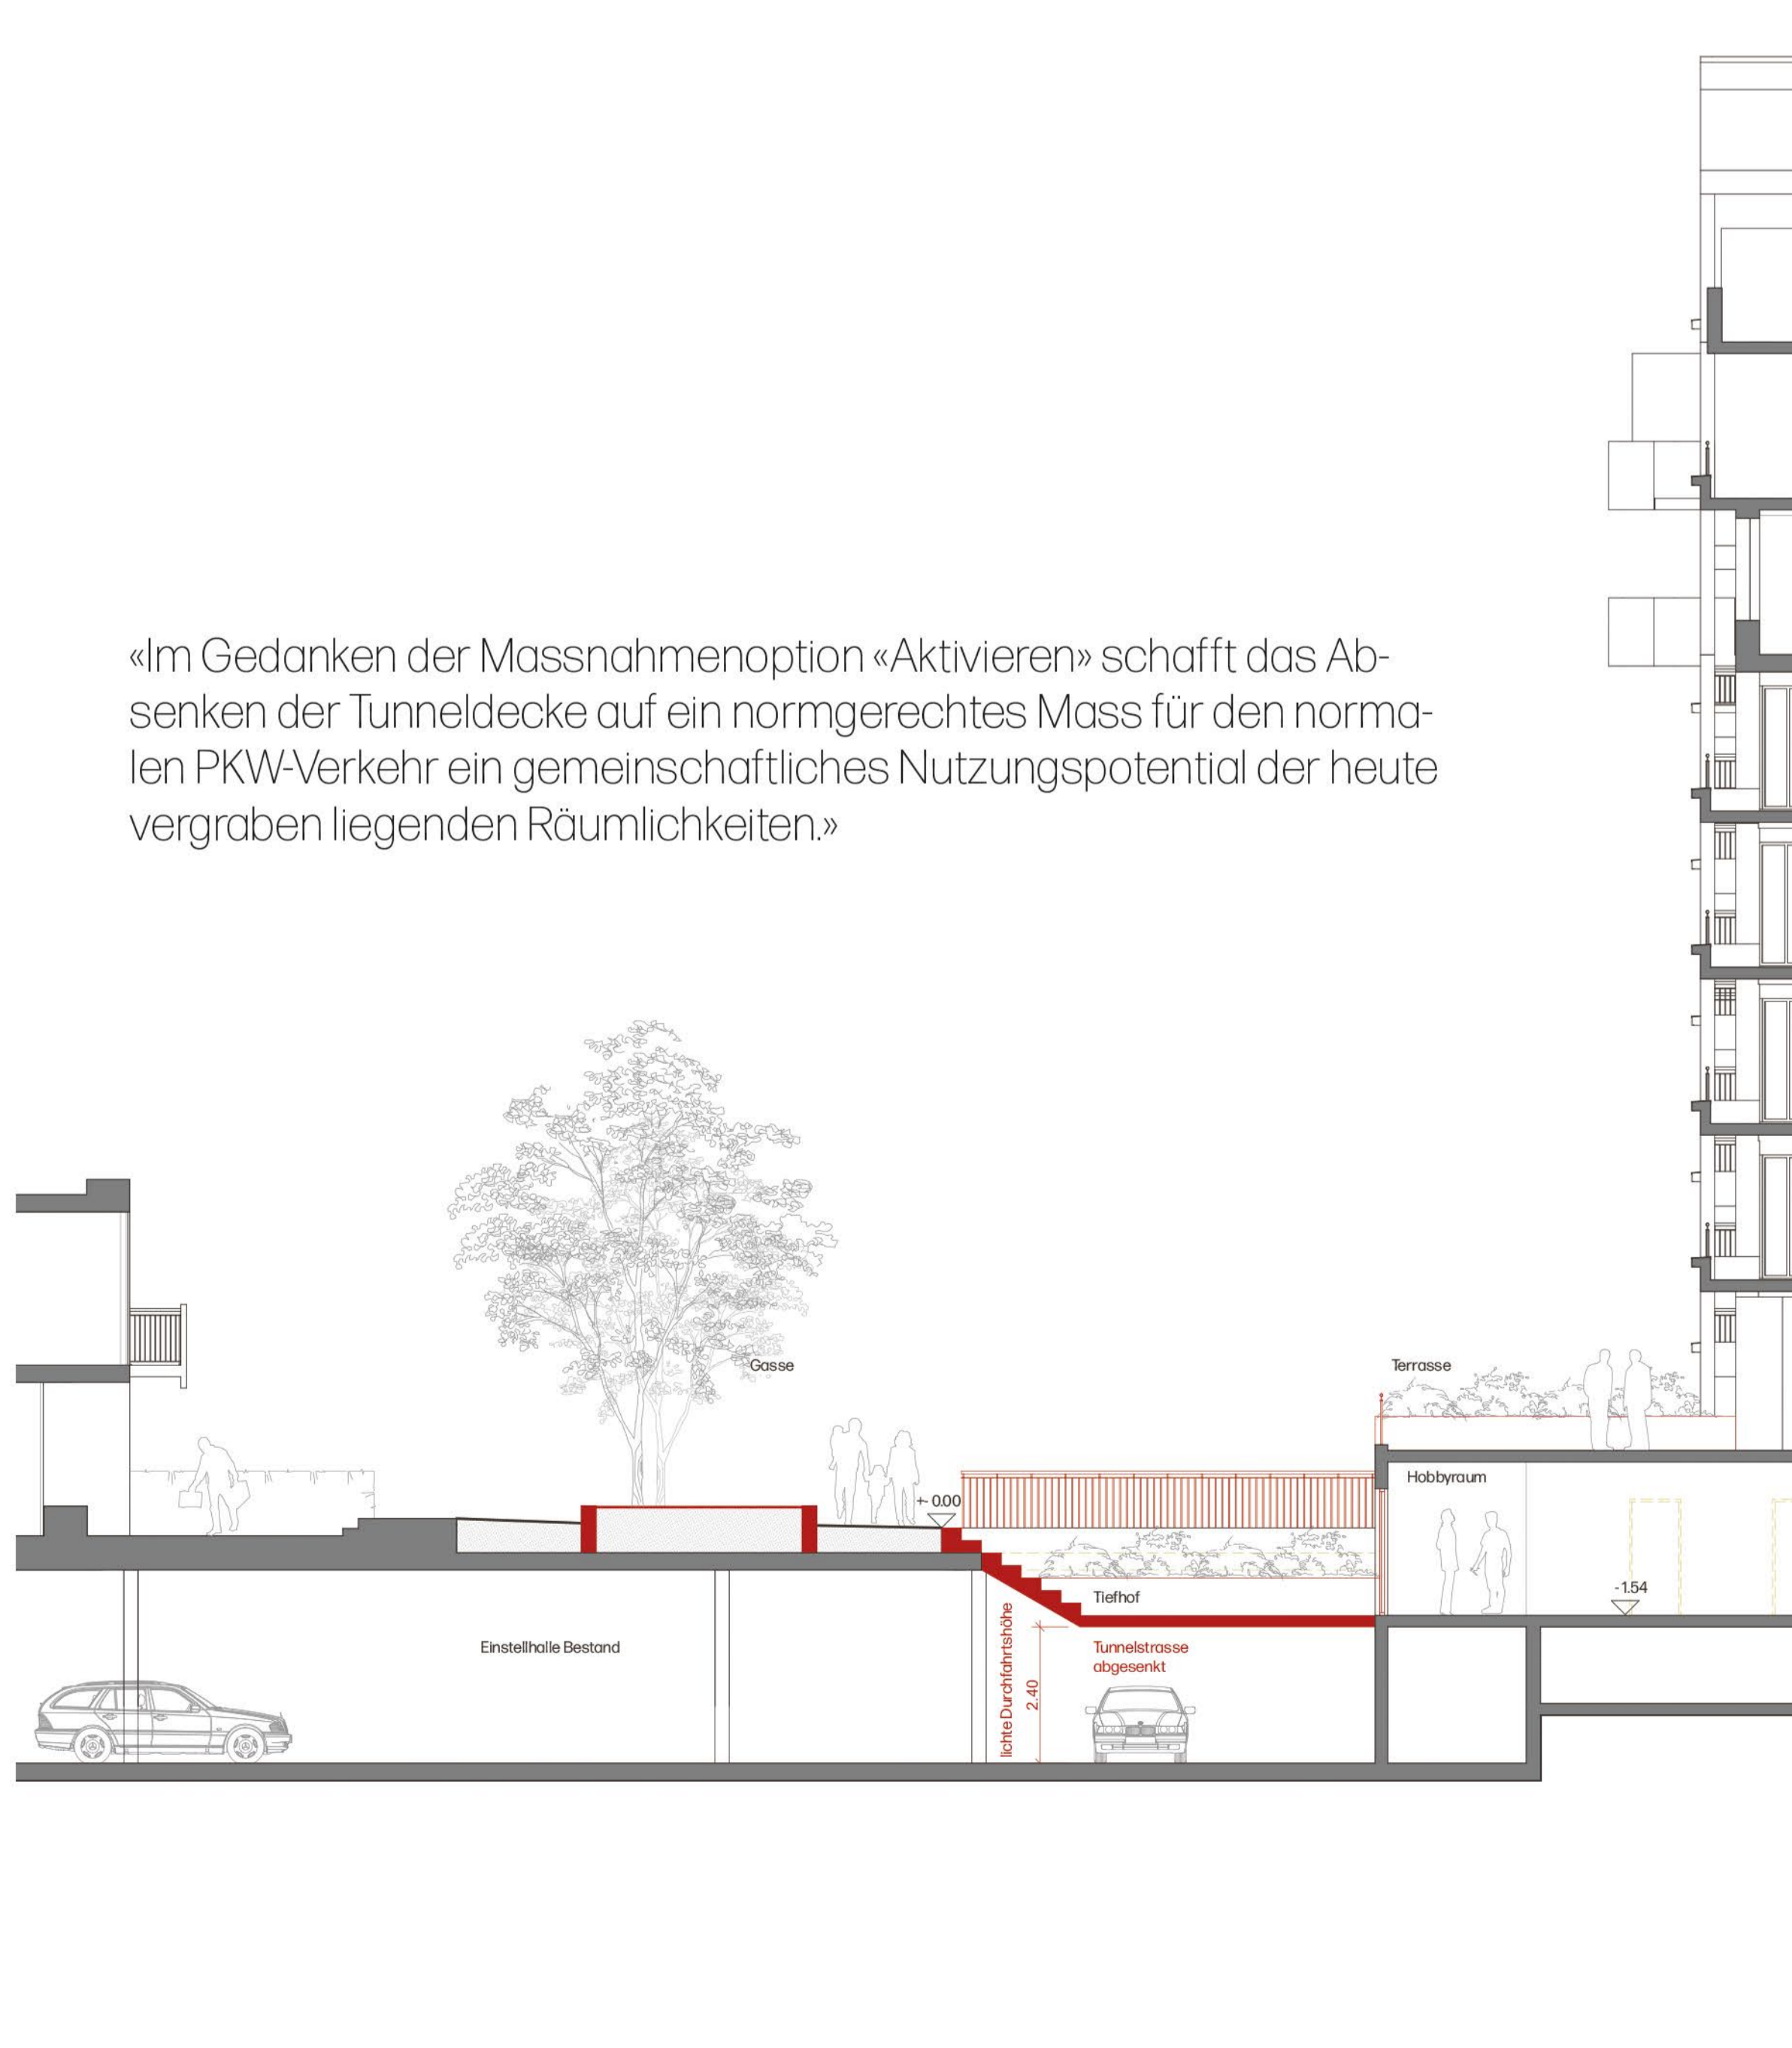 «Im Gedanken der Massnahmenoption «Aktivieren» schafft das Ab-
senken der Tunneldecke auf ein normgerechtes Mass für den norma-
len PKW-Verkehr ein gemeinschaftliches Nutzungspotential der heute
vergraben liegenden Räumlichkeiten.»
Gasse
Terrasse
Hobbyraum
+- 0.00
-1.54
Tiefhof
Einstellhalle Bestand
lichte Durchfahrtshöhe
2.40
Tunnelstrasse
abgesenkt